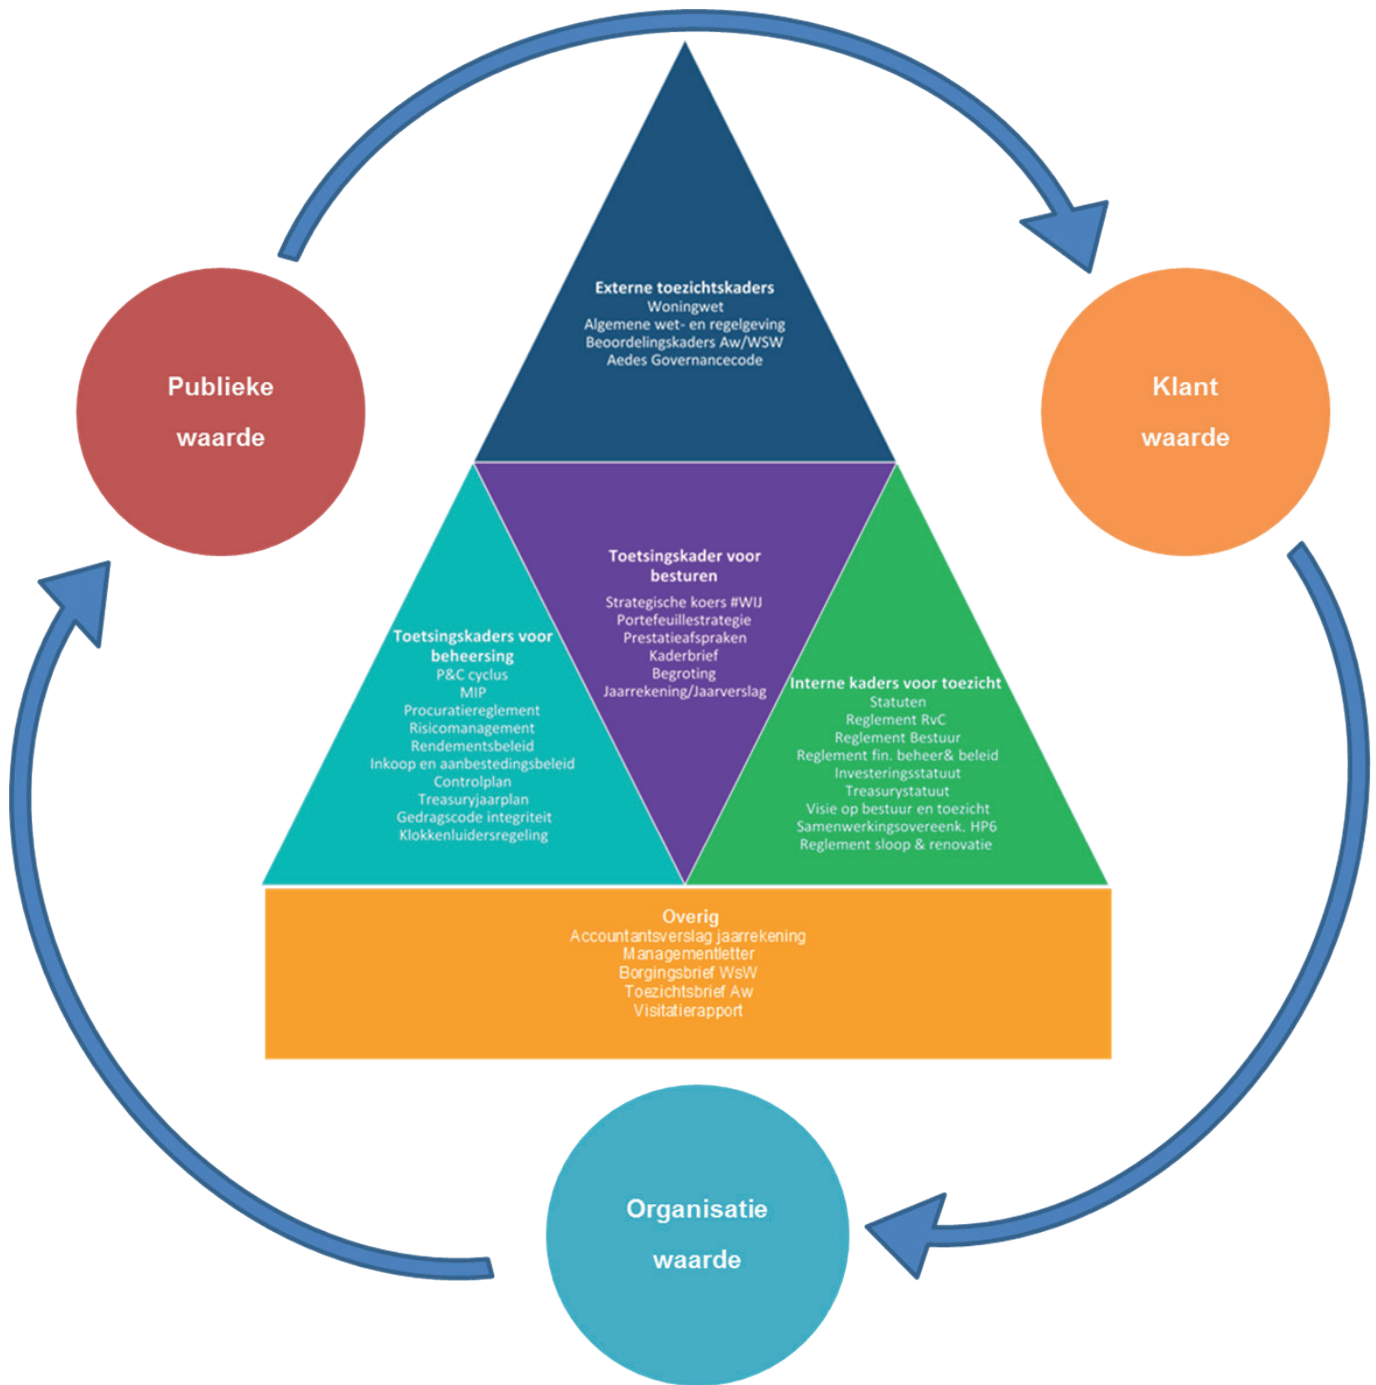 Externe toezichtskaders
Woningwet
Algemene wet- en regelgeving
Beoordelingskaders Aw/WSW
Aedes Governancecode
Publieke
waarde
Klant
waarde
Toetsingskader voor
besturen
Strategische koers #WIJ
Portefeuillestrategie
Prestatieafspraken
Kaderbrief
Begroting
Jaarrekening/Jaarverslag
Toetsingskaders voor
beheersing
P&C cyclus
MIP
Procuratiereglement
Risicomanagement
Rendementsbeleid
Inkoop en aanbestedingsbeleid
Controlplan
Treasuryjaarplan
Gedragscode integriteit
Klokkenluidersregeling
Interne kaders voor toezicht
Statuten
Reglement RvC
Reglement Bestuur
Reglement fin. beheer& beleid
Investeringsstatuut
Treasurystatuut
Visie op bestuur en toezicht
Samenwerkingsovereenk. HP6
Reglement sloop & renovatie
Overig
Accountantsverslag jaarrekening
Managementletter
Borgingsbrief WsW
Toezichtsbrief Aw
Visitatierapport
Organisatie
waarde